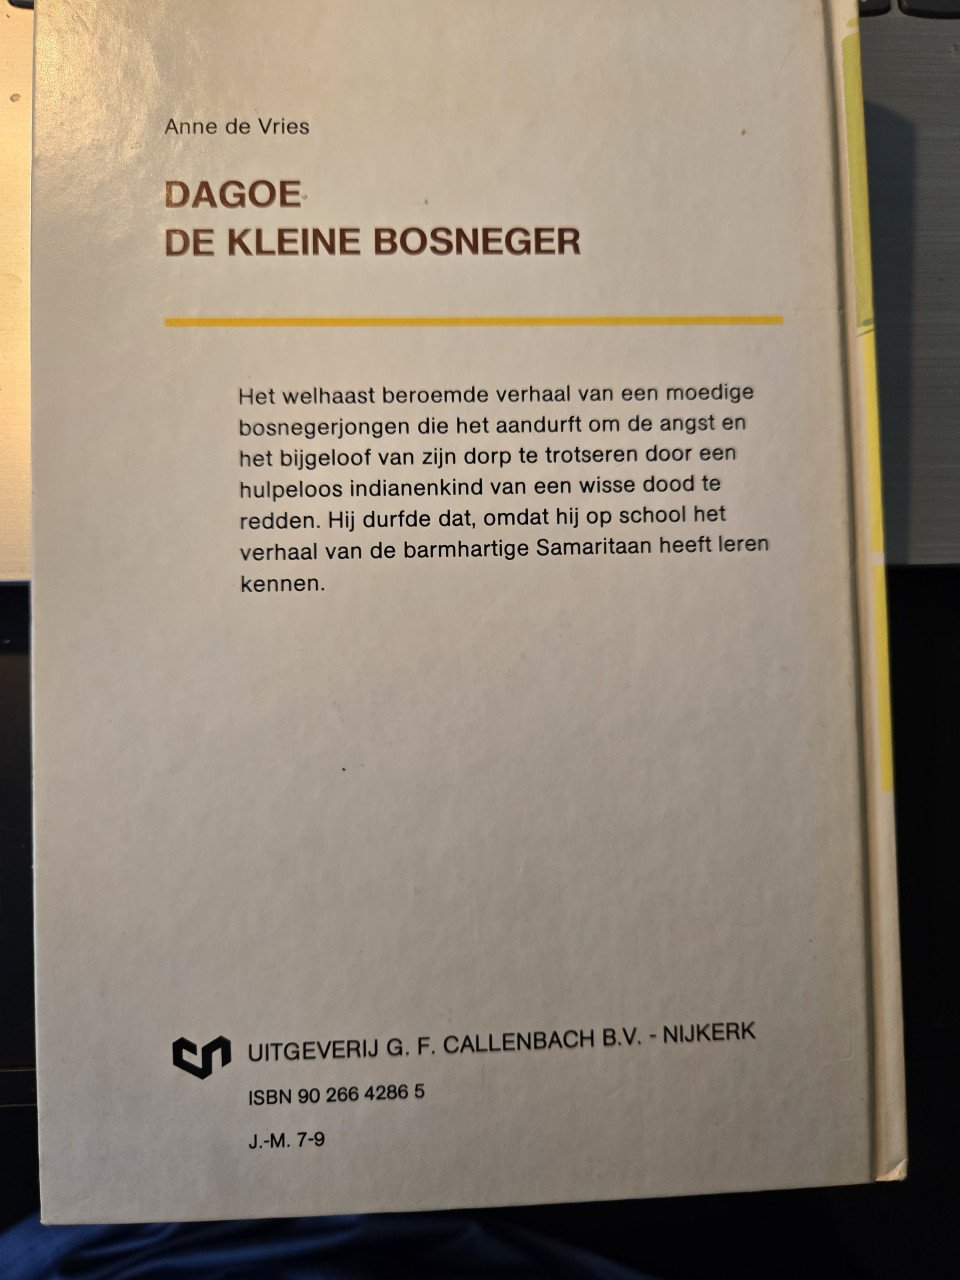 Anne de Vries
DAGOE
DE KLEINE BOSNEGER
Het welhaast beroemde verhaal van een moedige
bosnegerjongen die het aandurft om de angst en
het bijgeloof van zijn dorp te trotseren door een
hulpeloos indianenkind van een wisse dood te
redden. Hij durfde dat, omdat hij op school het
verhaal van de barmhartige Samaritaan heeft leren
kennen.
UITGEVERIJ G. F. CALLENBACH B.V. - NIJKERK
ISBN 90 266 4286 5
J.-M. 7-9